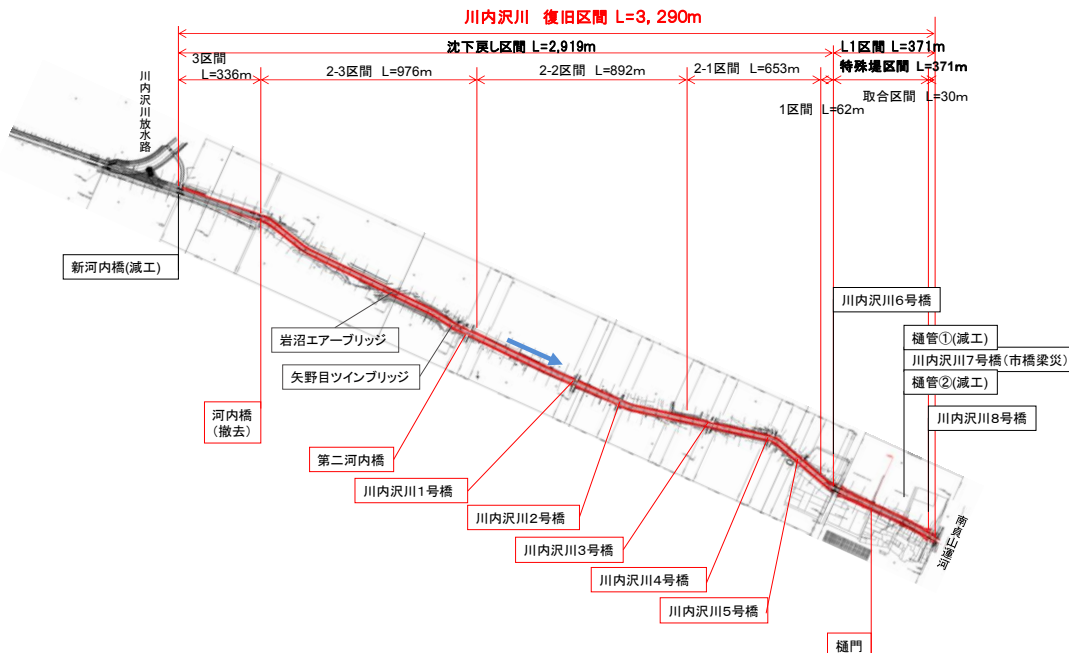 川内沢川 復旧区間 L=3,290m
沈下戻し区間 L=2,919m
L1区間 L=371m
3区間
L=336m
2-3区間 L=976m
2-2区間 L=892m
2-1区間 L=653m
特殊堤区間 L=371m
1区間 L=62m
取合区間 L=30m
川内沢川放水路
新河内橋(減工)
岩沼エアーブリッジ
矢野目ツインブリッジ
河内橋
(撤去)
第二河内橋
川内沢川1号橋
川内沢川2号橋
川内沢川3号橋
川内沢川4号橋
川内沢川5号橋
川内沢川6号橋
樋管①(減工)
川内沢川7号橋(市橋梁災)
樋管②(減工)
川内沢川8号橋
南貞山運河
樋門